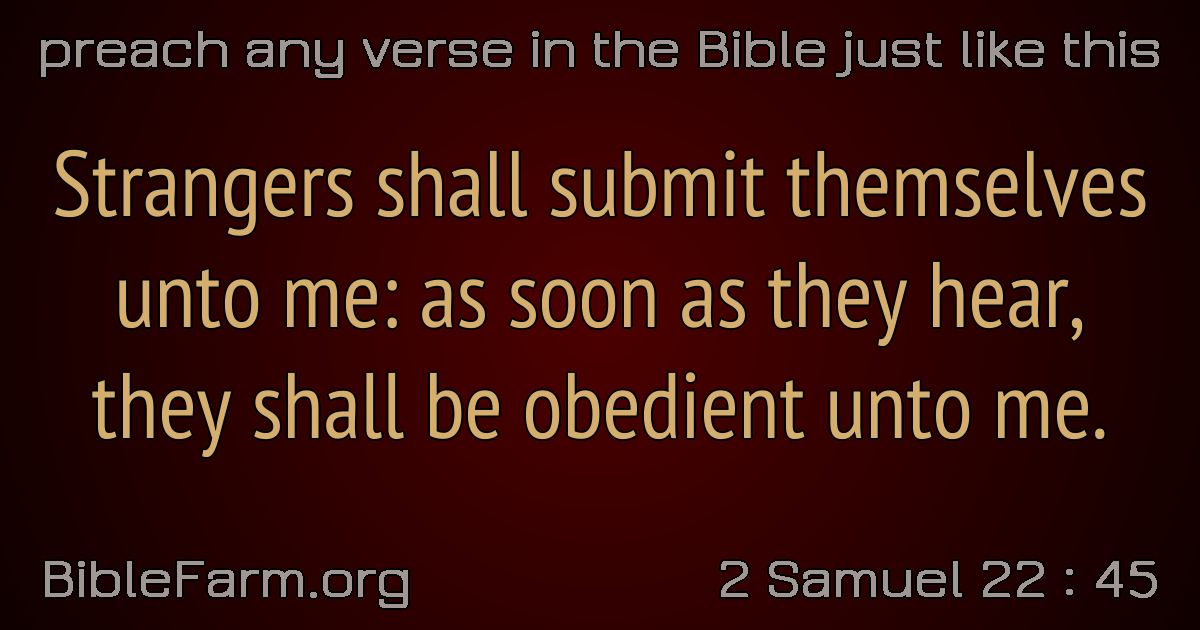 preach any verse in the Bible just like this
Strangers shall submit themselves
unto me: as soon as they hear,
they shall be obedient unto me.
BibleFarm.org
2 Samuel 22 : 45